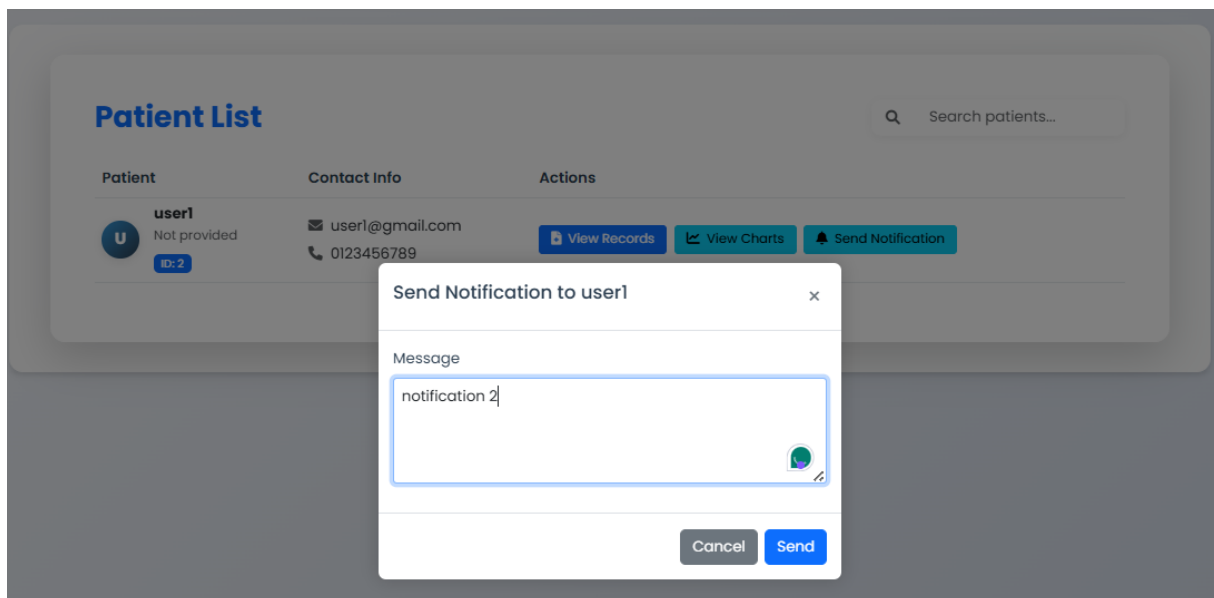 Patient List
Search patients...
Patient Contact Info Actions
user1
Not provided
ID: 2
U
user1@gmail.com
0123456789
View Records View Charts Send Notification
Send Notification to user1
×
Message
notification 2
Cancel Send